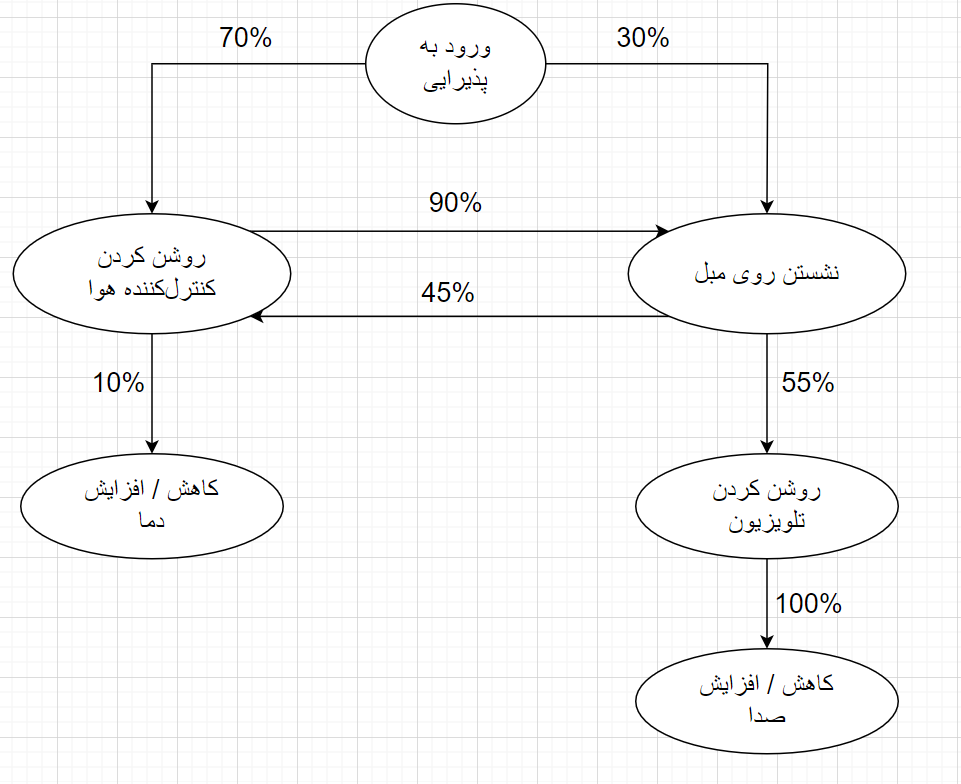 70%
ورود به
پذیرایی
30%
90%
روشن کردن
کنترل‌کننده هوا
نشستن روی مبل
45%
10%
55%
کاهش / افزایش
دما
روشن کردن
تلویزیون
100%
کاهش / افزایش
صدا